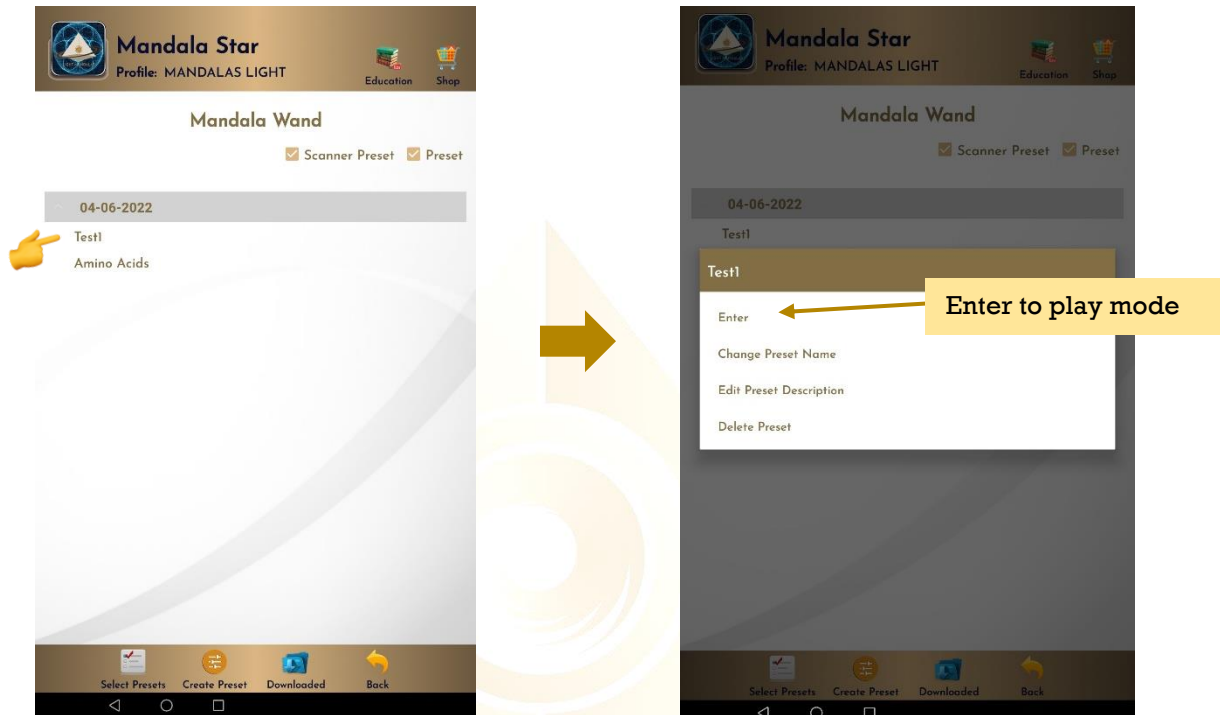 Mandala Star
Profile: MANDALAS LIGHT
Education
Shop
Mandala Wand
Scanner Preset
Preset
04-06-2022
Test1
Amino Acids
Select Presets
Create Preset
Downloaded
Back
Mandala Star
Profile: MANDALAS LIGHT
Education
Shop
Mandala Wand
Scanner Preset
Preset
04-06-2022
Test1
Test1
Enter
Change Preset Name
Edit Preset Description
Delete Preset
Enter to play mode
Select Presets
Create Preset
Downloaded
Back